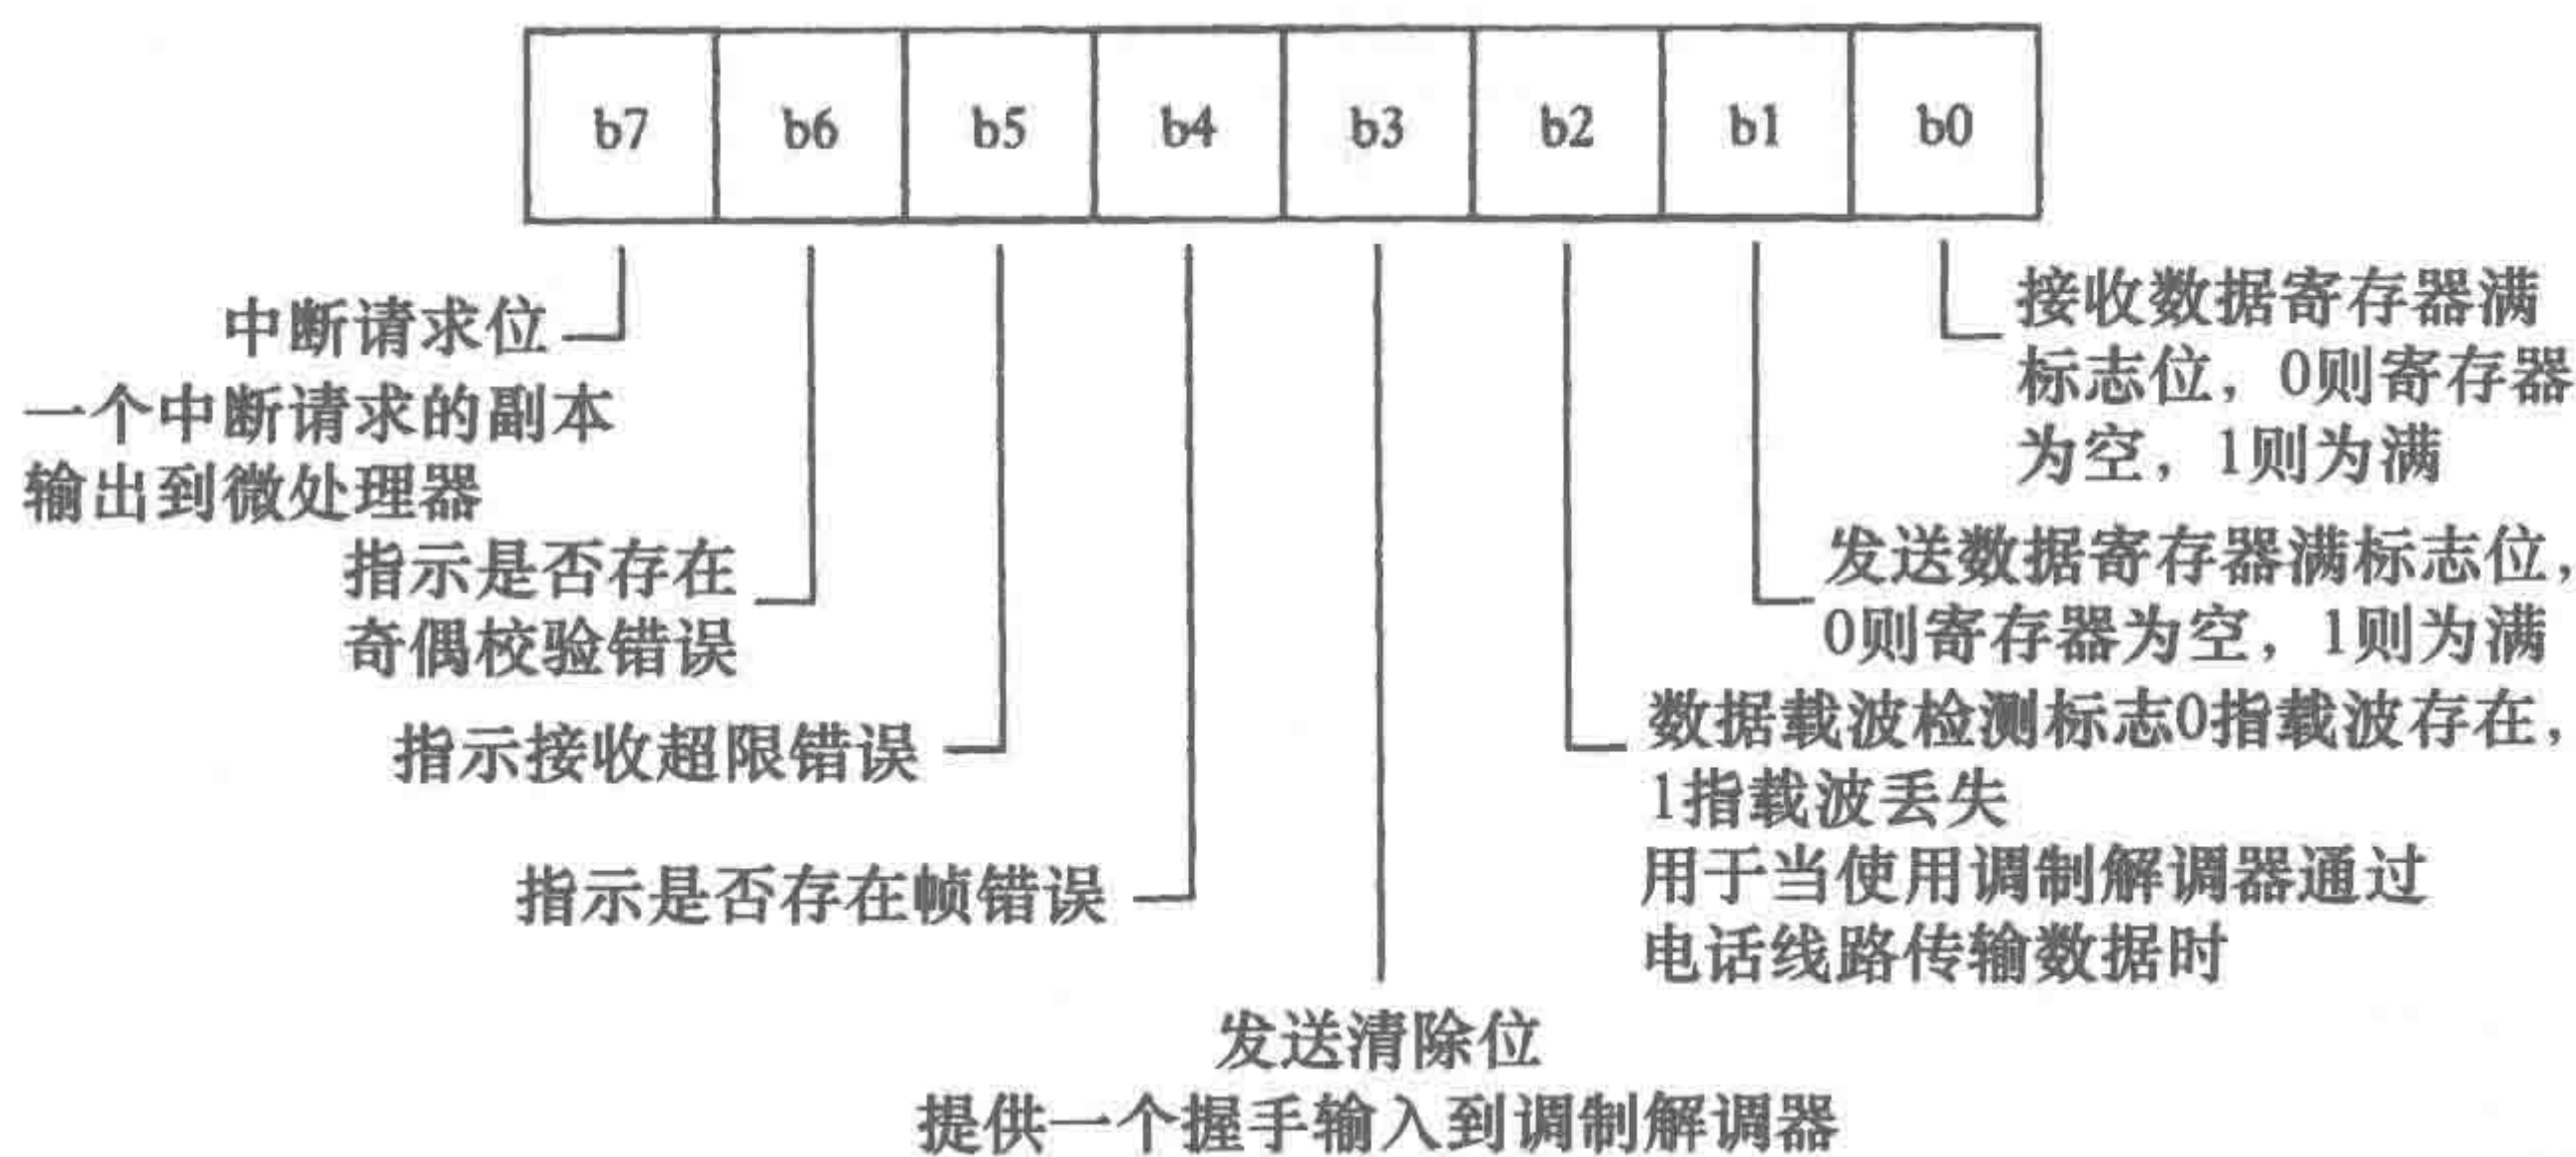 b7 b6 b5 b4 b3 b2 b1 b0
中断请求位
一个中断请求的副本
输出到微处理器
指示是否存在
奇偶校验错误
指示接收超限错误
指示是否存在帧错误
发送清除位
提供一个握手输入到调制解调器
接收数据寄存器满
标志位，0则寄存器
为空，1则为满
发送数据寄存器满标志位，
0则寄存器为空，1则为满
数据载波检测标志0指载波存在，
1指载波丢失
用于当使用调制解调器通过
电话线路传输数据时